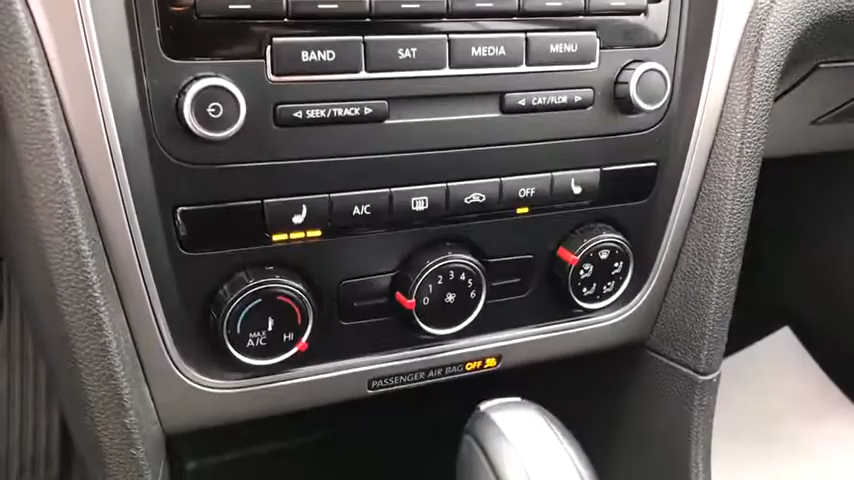 BAND SAT MEDIA MENU
SEEK/TRACK CAT/FLDR
A/C OFF
MAX A/C HI
0 1 2 3 4 5 6
PASSENGER AIR BAG OFF